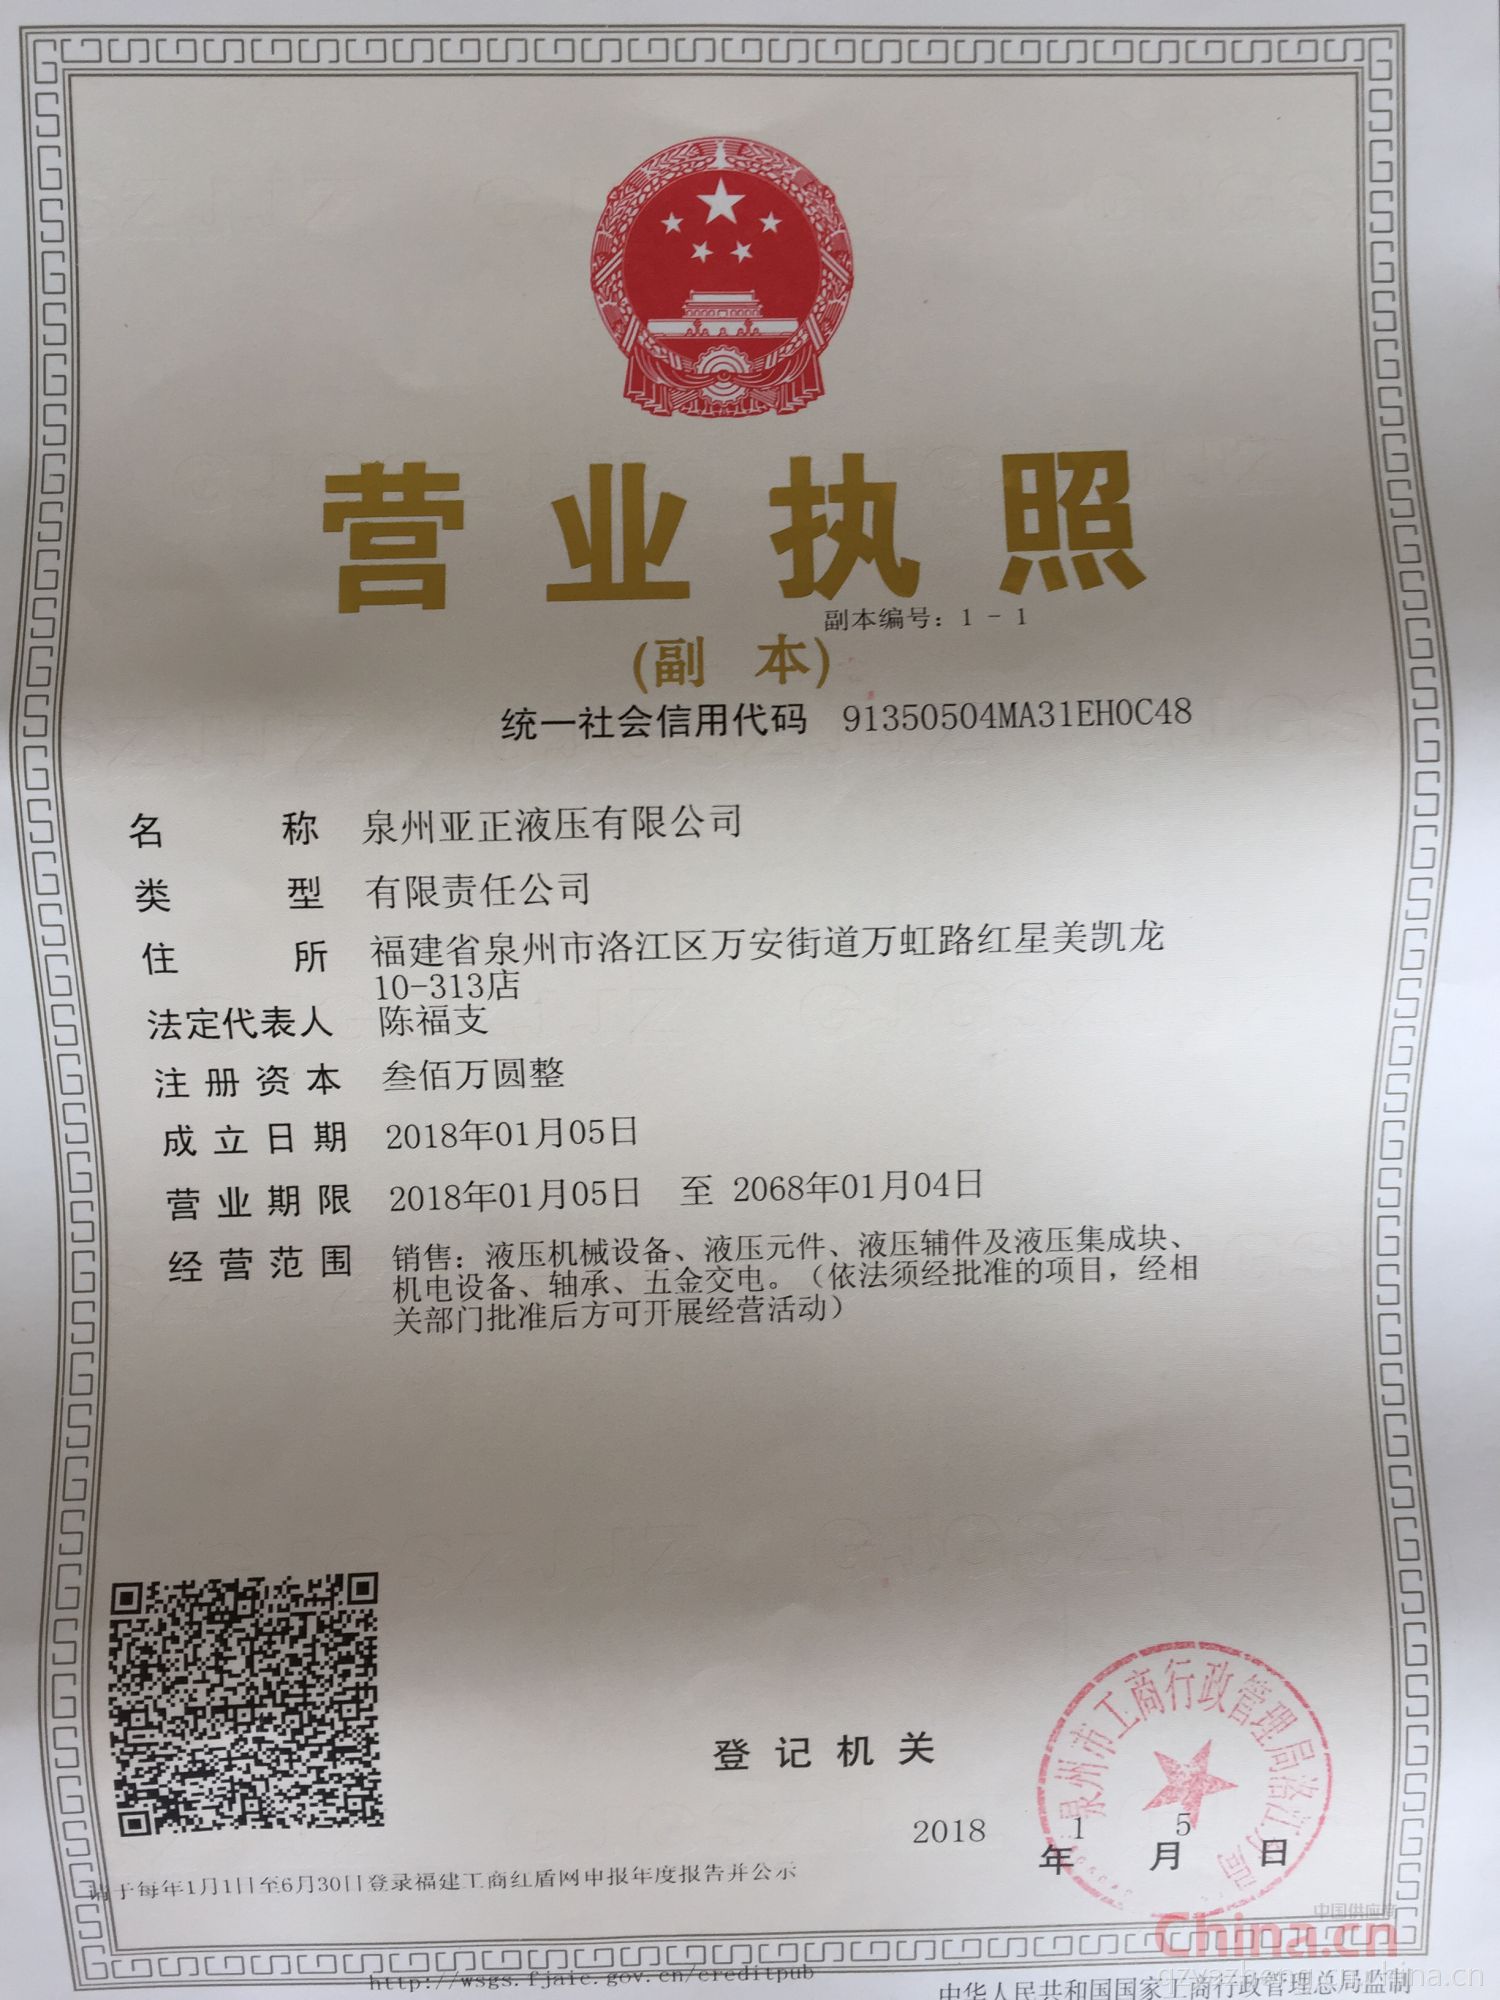 营业执照
副本编号：1-1
(副 本)
统一社会信用代码 91350504MA31EH0C48
名称 泉州亚正液压有限公司
类型 有限责任公司
住所 福建省泉州市洛江区万安街道万虹路红星美凯龙
10-313店
法定代表人 陈福支
注册资本 叁佰万圆整
成立日期 2018年01月05日
营业期限 2018年01月05日 至 2068年01月04日
经营范围 销售：液压机械设备、液压元件、液压辅件及液压集成块、
机电设备、轴承、五金交电。（依法须经批准的项目，经相
关部门批准后方可开展经营活动）
泉州市工商行政管理局洛江分局
登记机关
2018年1月5日
请于每年1月1日至6月30日登录福建工商红盾网申报年度报告并公示
中国供应商
China.cn
http://wsgs.fjaic.gov.cn/creditpub
中华人民共和国国家工商行政管理总局监制